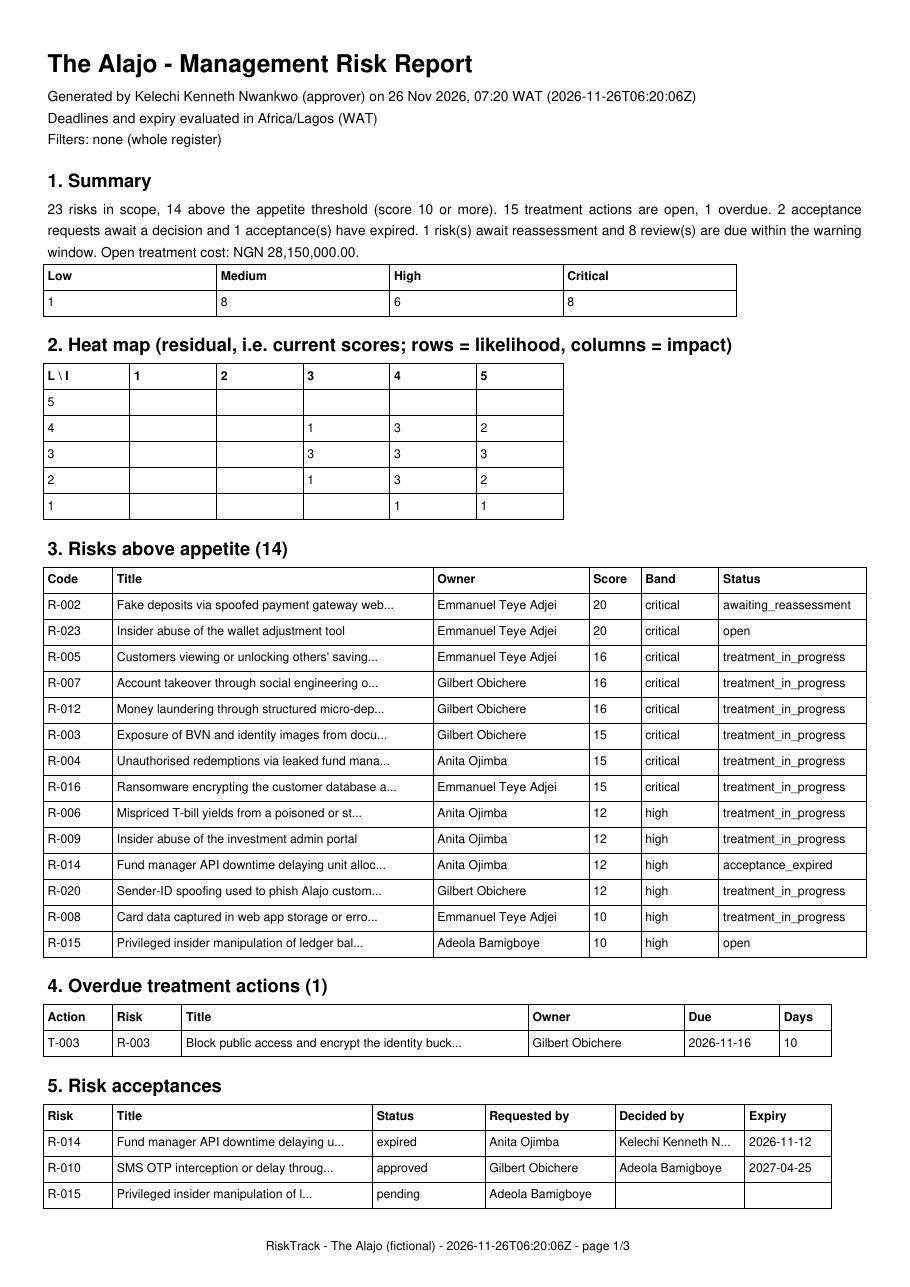 The Alajo - Management Risk Report
Generated by Kelechi Kenneth Nwankwo (approver) on 26 Nov 2026, 07:20 WAT (2026-11-26T06:20:06Z)
Deadlines and expiry evaluated in Africa/Lagos (WAT)
Filters: none (whole register)
1. Summary
23 risks in scope, 14 above the appetite threshold (score 10 or more). 15 treatment actions are open, 1 overdue. 2 acceptance
requests await a decision and 1 acceptance(s) have expired. 1 risk(s) await reassessment and 8 review(s) are due within the warning
window. Open treatment cost: NGN 28,150,000.00.
Low Medium High Critical
1 8 6 8
2. Heat map (residual, i.e. current scores; rows = likelihood, columns = impact)
L \ I 1 2 3 4 5
5
4 1 3 2
3 3 3 3
2 1 3 2
1 1 1
3. Risks above appetite (14)
Code Title Owner Score Band Status
R-002 Fake deposits via spoofed payment gateway web... Emmanuel Teye Adjei 20 critical awaiting_reassessment
R-023 Insider abuse of the wallet adjustment tool Emmanuel Teye Adjei 20 critical open
R-005 Customers viewing or unlocking others' saving... Emmanuel Teye Adjei 16 critical treatment_in_progress
R-007 Account takeover through social engineering o... Gilbert Obichere 16 critical treatment_in_progress
R-012 Money laundering through structured micro-dep... Gilbert Obichere 16 critical treatment_in_progress
R-003 Exposure of BVN and identity images from docu... Gilbert Obichere 15 critical treatment_in_progress
R-004 Unauthorised redemptions via leaked fund mana... Anita Ojimba 15 critical treatment_in_progress
R-016 Ransomware encrypting the customer database a... Emmanuel Teye Adjei 15 critical treatment_in_progress
R-006 Mispriced T-bill yields from a poisoned or st... Anita Ojimba 12 high treatment_in_progress
R-009 Insider abuse of the investment admin portal Anita Ojimba 12 high treatment_in_progress
R-014 Fund manager API downtime delaying unit alloc... Anita Ojimba 12 high acceptance_expired
R-020 Sender-ID spoofing used to phish Alajo custom... Gilbert Obichere 12 high treatment_in_progress
R-008 Card data captured in web app storage or erro... Emmanuel Teye Adjei 10 high treatment_in_progress
R-015 Privileged insider manipulation of ledger bal... Adeola Bamigboye 10 high open
4. Overdue treatment actions (1)
Action Risk Title Owner Due Days
T-003 R-003 Block public access and encrypt the identity buck... Gilbert Obichere 2026-11-16 10
5. Risk acceptances
Risk Title Status Requested by Decided by Expiry
R-014 Fund manager API downtime delaying u... expired Anita Ojimba Kelechi Kenneth N... 2026-11-12
R-010 SMS OTP interception or delay throug... approved Gilbert Obichere Adeola Bamigboye 2027-04-25
R-015 Privileged insider manipulation of l... pending Adeola Bamigboye
RiskTrack - The Alajo (fictional) - 2026-11-26T06:20:06Z - page 1/3